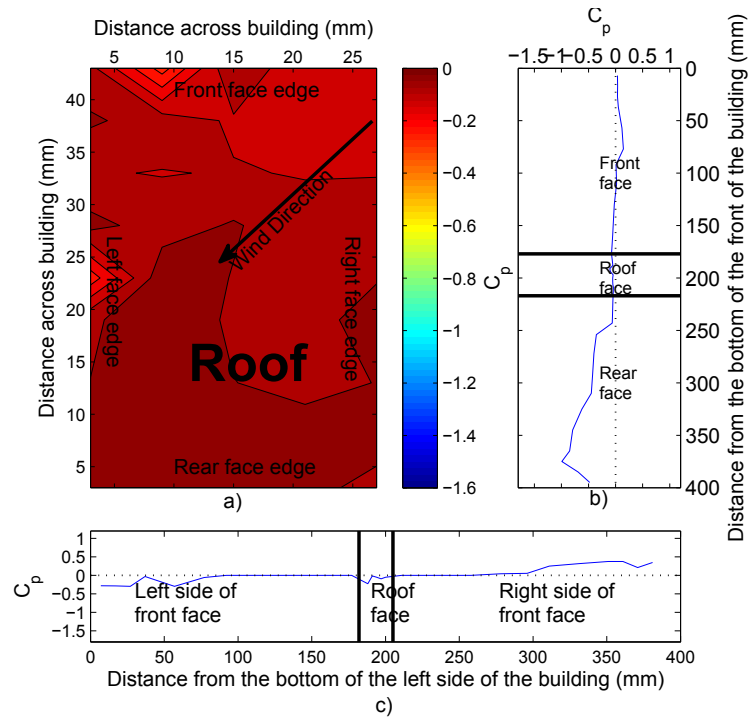 Distance across building (mm)
5 10 15 20 25
40
35
30
25
20
15
10
5
Distance across building (mm)
Front face edge
Wind Direction
Left face edge
Right face edge
Roof
Rear face edge
a)
0
−0.2
−0.4
−0.6
−0.8
−1
−1.2
−1.4
−1.6
C_p
C_p
−1.5 −1 −0.5 0 0.5 1
0
50
100
150
200
250
300
350
400
Distance from the bottom of the front of the building (mm)
Front
face
Roof
face
Rear
face
b)
C_p
1
0.5
0
−0.5
−1
−1.5
Left side of
front face
Roof
face
Right side of
front face
0 50 100 150 200 250 300 350 400
Distance from the bottom of the left side of the building (mm)
c)